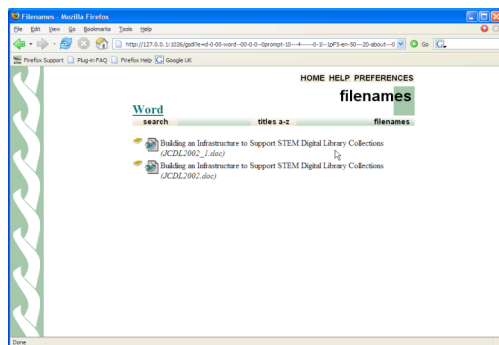 Filenames - Mozilla Firefox
File Edit View Go Bookmarks Tools Help
Go
Firefox Support Plug-in FAQ Firefox Help Google UK
HOME HELP PREFERENCES
filenames
Word
search titles a-z filenames
Building an Infrastructure to Support STEM Digital Library Collections
(JCDL2002_1.doc)
Building an Infrastructure to Support STEM Digital Library Collections
(JCDL2002.doc)
Done